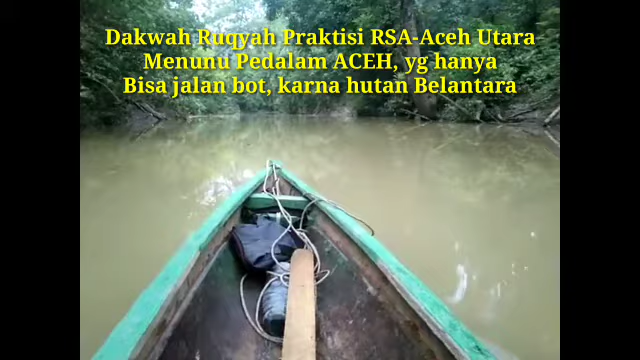 Dakwah Ruqyah Praktisi RSA-Aceh Utara
Menunu Pedalam ACEH, yg hanya
Bisa jalan bot, karna hutan Belantara